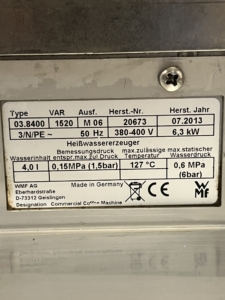 Type VAR Ausf. Herst.-Nr. Herst. Jahr
03.8400 1520 M 06 20673 07.2013
3/N/PE ~ 50 Hz 380-400 V 6,3 kW
Heißwassererzeuger
Bemessungsdruck max.zulässige max.statischer
Wasserinhalt entspr.max.zul.Druck Temperatur Wasserdruck
4,0 l 0,15MPa (1,5bar) 127 °C 0,6 MPa
(6bar)
WMF AG Made in Germany CE WMF
Eberhardstraße
D-73312 Geislingen
Designation Commercial Coffee Machine